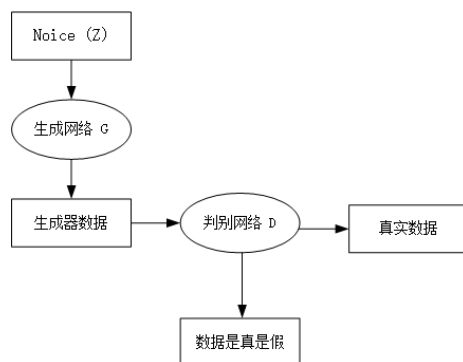 Noice (Z)
生成网络 G
生成器数据
判别网络 D
真实数据
数据是真是假